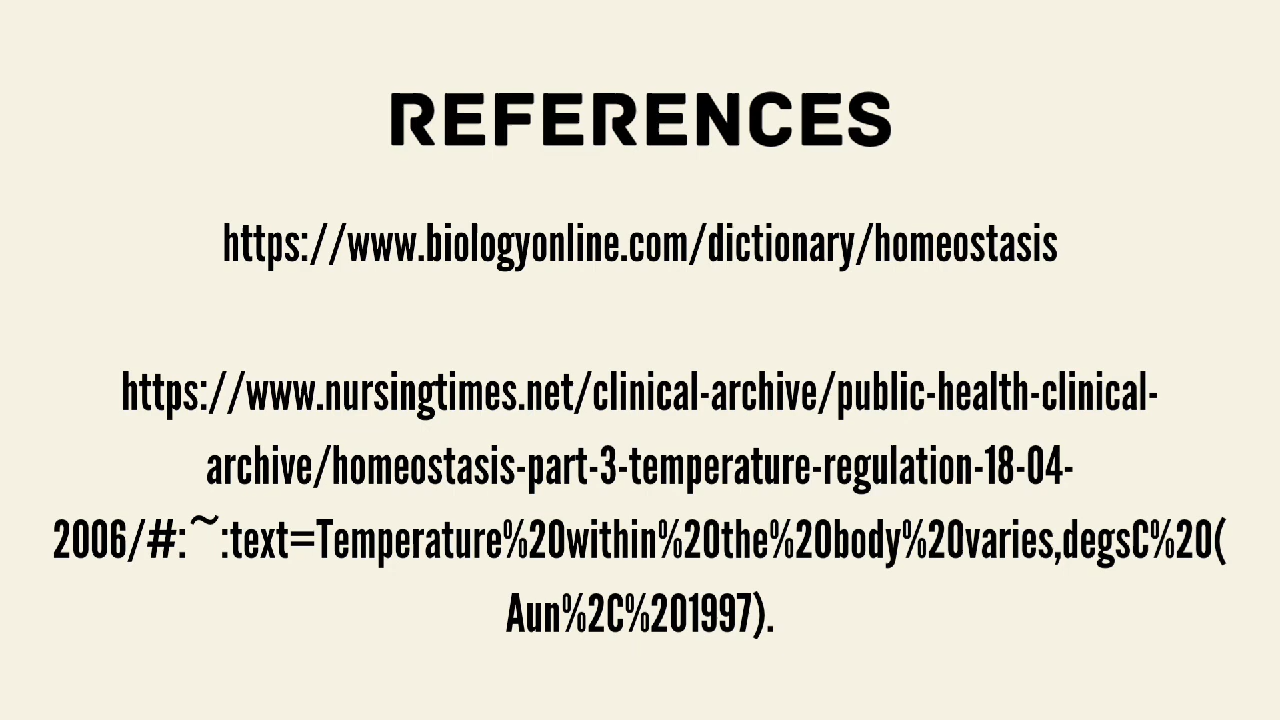 REFERENCES
https://www.biologyonline.com/dictionary/homeostasis
https://www.nursingtimes.net/clinical-archive/public-health-clinical-
archive/homeostasis-part-3-temperature-regulation-18-04-
2006/#:~:text=Temperature%20within%20the%20body%20varies,degsC%20(
Aun%2C%201997).